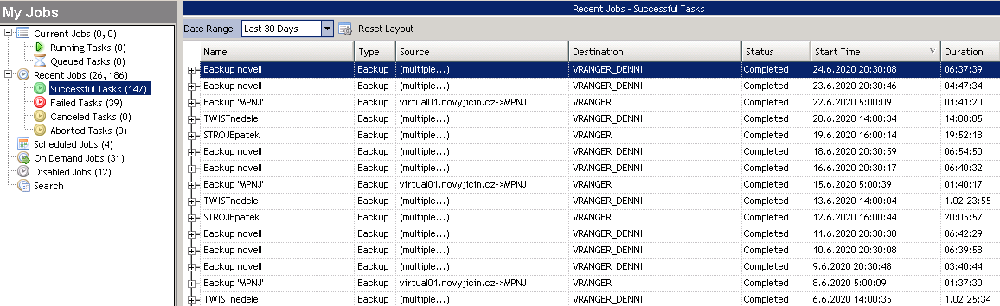 My Jobs
Current Jobs (0, 0)
Running Tasks (0)
Queued Tasks (0)
Recent Jobs (26, 186)
Successful Tasks (147)
Failed Tasks (39)
Canceled Tasks (0)
Aborted Tasks (0)
Scheduled Jobs (4)
On Demand Jobs (31)
Disabled Jobs (12)
Search
Recent Jobs - Successful Tasks
Date Range Last 30 Days Reset Layout
Name Type Source Destination Status Start Time Duration
Backup novell Backup (multiple...) VRANGER_DENNI Completed 24.6.2020 20:30:08 06:37:39
Backup novell Backup (multiple...) VRANGER_DENNI Completed 23.6.2020 20:30:46 04:47:34
Backup 'MPNJ' Backup virtual01.novyjicin.cz->MPNJ VRANGER Completed 22.6.2020 5:00:09 01:41:20
TWISTnedele Backup (multiple...) VRANGER_DENNI Completed 20.6.2020 14:00:34 14:00:05
STROJEpatek Backup (multiple...) VRANGER Completed 19.6.2020 16:00:14 19:52:18
Backup novell Backup (multiple...) VRANGER_DENNI Completed 18.6.2020 20:30:59 06:54:50
Backup novell Backup (multiple...) VRANGER_DENNI Completed 16.6.2020 20:30:17 06:40:32
Backup 'MPNJ' Backup virtual01.novyjicin.cz->MPNJ VRANGER Completed 15.6.2020 5:00:39 01:40:17
TWISTnedele Backup (multiple...) VRANGER_DENNI Completed 13.6.2020 14:00:04 1.02:23:55
STROJEpatek Backup (multiple...) VRANGER Completed 12.6.2020 16:00:44 20:05:57
Backup novell Backup (multiple...) VRANGER_DENNI Completed 11.6.2020 20:30:30 06:42:29
Backup novell Backup (multiple...) VRANGER_DENNI Completed 10.6.2020 20:30:08 06:39:58
Backup novell Backup (multiple...) VRANGER_DENNI Completed 9.6.2020 20:30:48 03:40:44
Backup 'MPNJ' Backup virtual01.novyjicin.cz->MPNJ VRANGER Completed 8.6.2020 5:00:09 01:37:30
TWISTnedele Backup (multiple...) VRANGER_DENNI Completed 6.6.2020 14:00:35 1.02:25:34